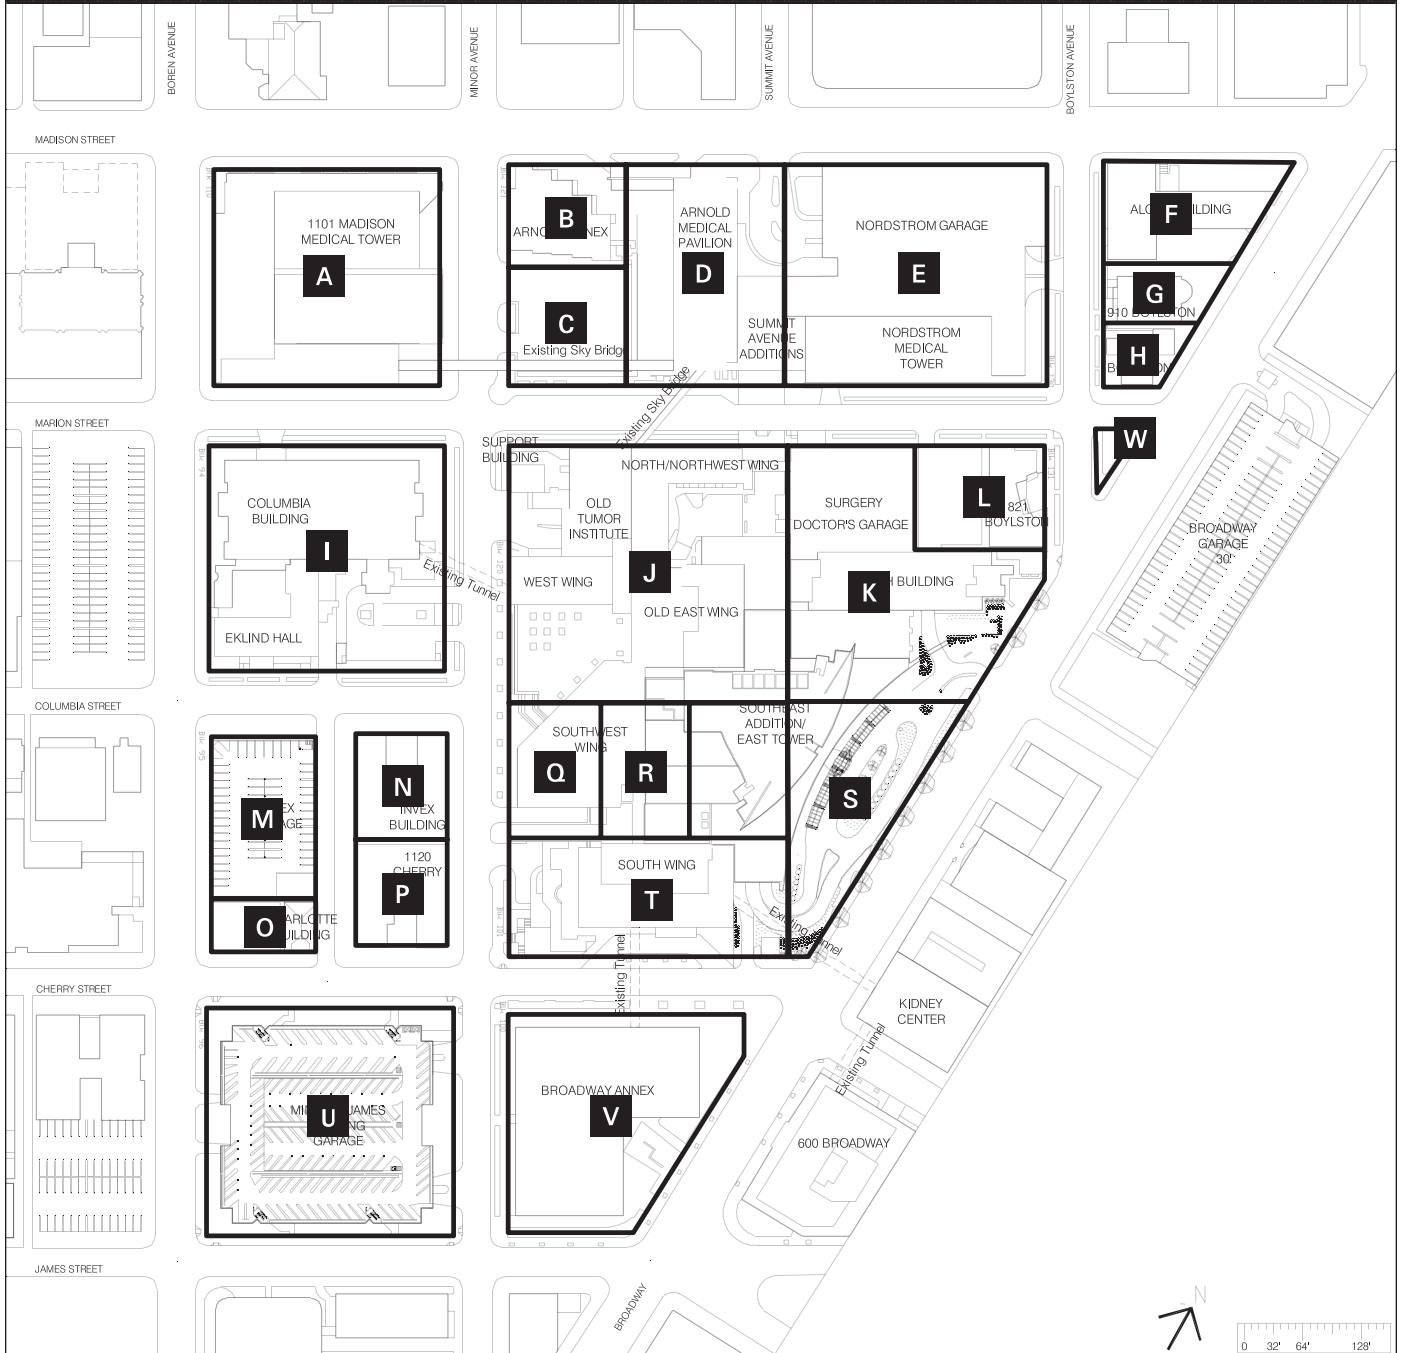 BOREN AVENUE
MINOR AVENUE
SUMMIT AVENUE
BOYLSTON AVENUE
MADISON STREET
1101 MADISON
MEDICAL TOWER
A
B
C
Existing Sky Bridge
ARNOLD
MEDICAL
PAVILION
D
SUMMIT
AVENUE
ADDITIONS
NORDSTROM GARAGE
E
NORDSTROM
MEDICAL
TOWER
F
G
910 BOYLSTON
H
MARION STREET
Existing Sky Bridge
W
SUPPORT
BUILDING
NORTH/NORTHWEST WING
COLUMBIA
BUILDING
I
Existing Tunnel
EKLIND HALL
OLD
TUMOR
INSTITUTE
WEST WING
J
OLD EAST WING
SURGERY
DOCTOR'S GARAGE
K
BUILDING
L
821
BOYLSTON
BROADWAY
GARAGE
30'
COLUMBIA STREET
M
N
INVEX
BUILDING
1120
CHERRY
P
O
SOUTHWEST
WING
Q
R
SOUTHEAST
ADDITION/
EAST TOWER
S
SOUTH WING
T
Existing Tunnel
Existing Tunnel
KIDNEY
CENTER
Existing Tunnel
CHERRY STREET
U
JAMES
GARAGE
BROADWAY ANNEX
V
600 BROADWAY
JAMES STREET
BROADWAY
N
0 32' 64' 128'